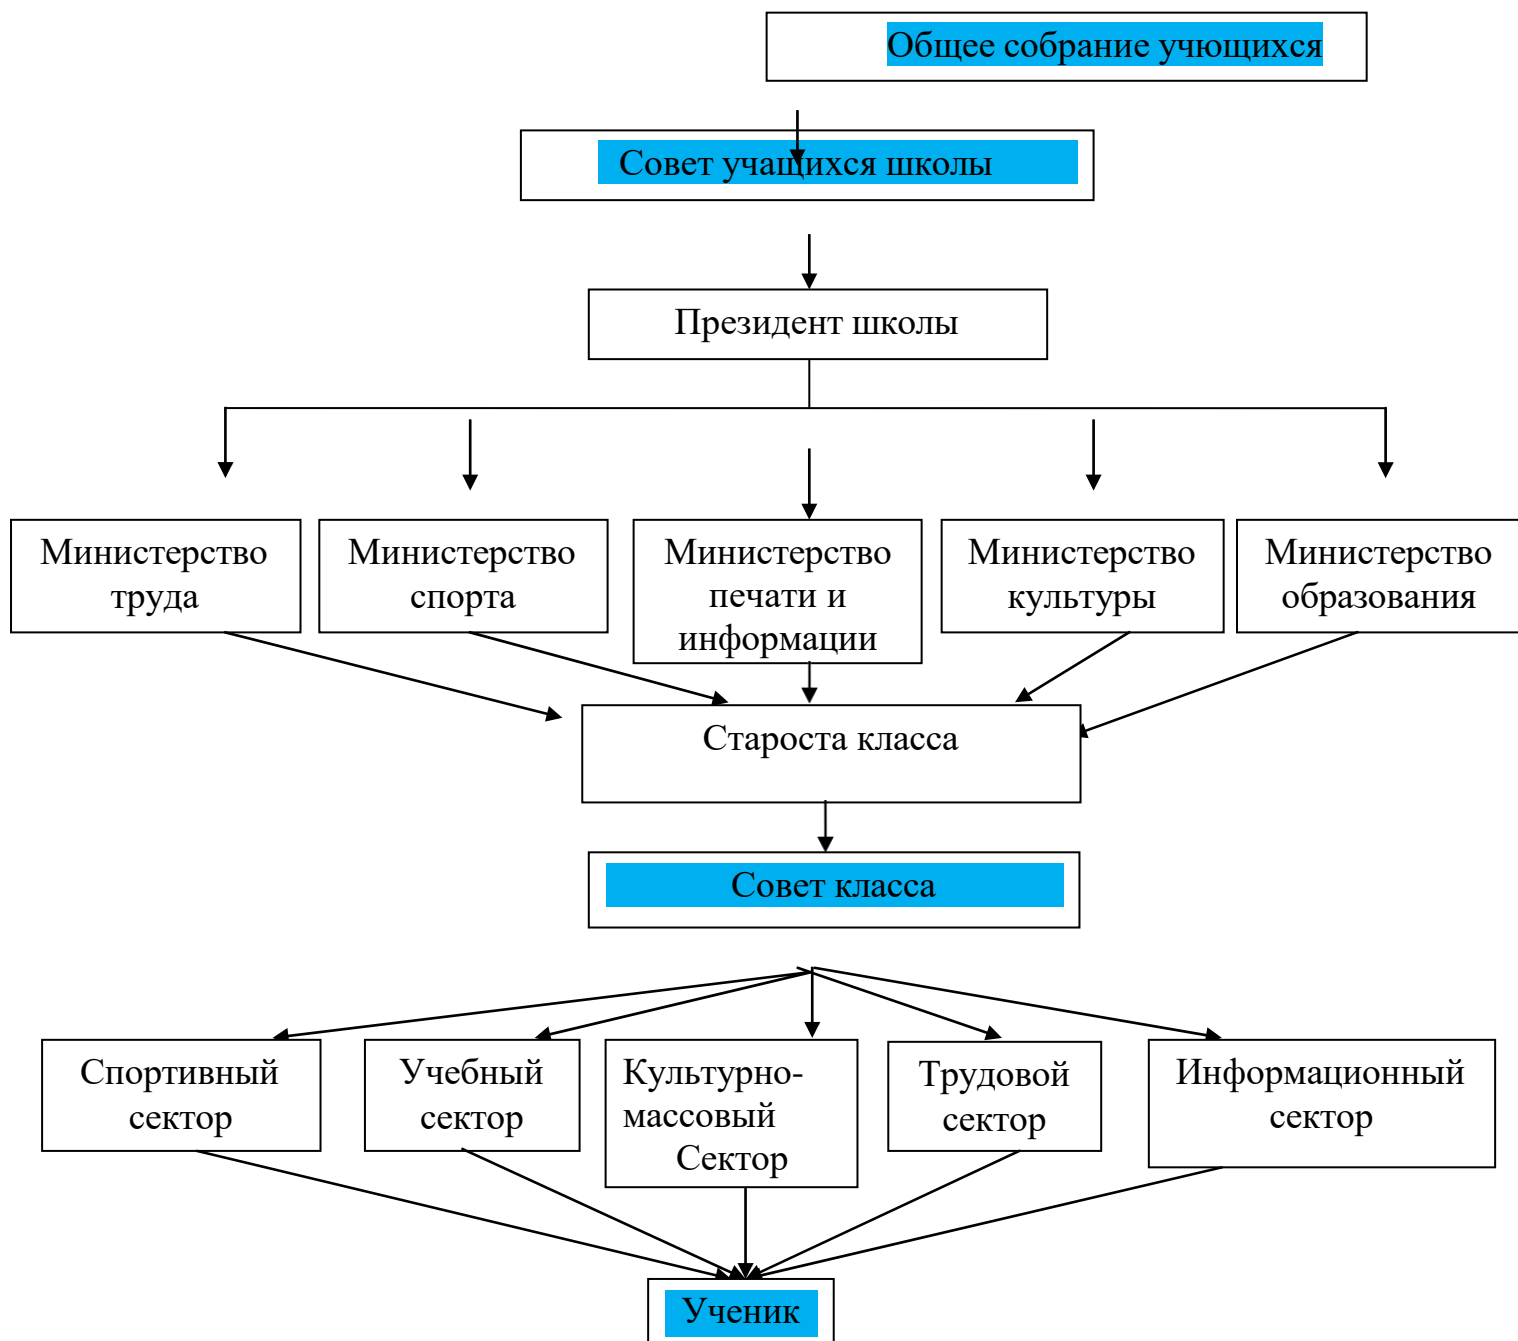 Общее собрание учющихся
Совет учащихся школы
Президент школы
Министерство
труда
Министерство
спорта
Министерство
печати и
информации
Министерство
культуры
Министерство
образования
Староста класса
Совет класса
Спортивный
сектор
Учебный
сектор
Культурно-
массовый
Сектор
Трудовой
сектор
Информационный
сектор
Ученик